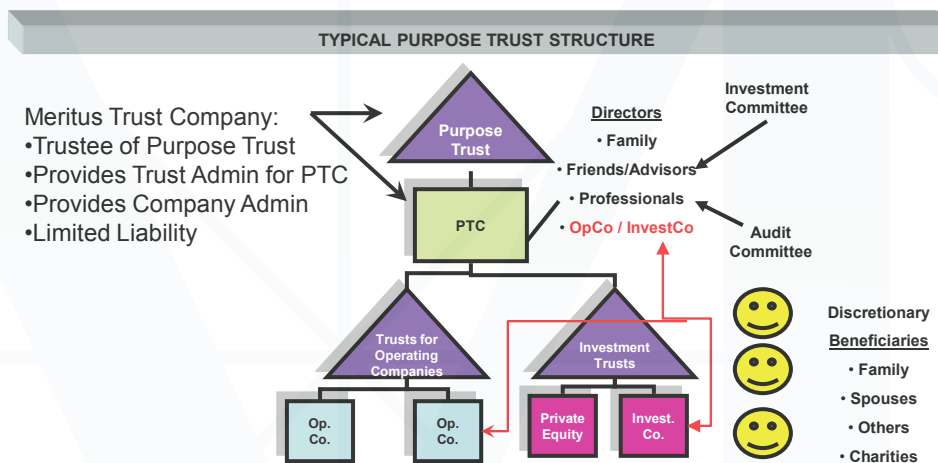 TYPICAL PURPOSE TRUST STRUCTURE
Meritus Trust Company:
•Trustee of Purpose Trust
•Provides Trust Admin for PTC
•Provides Company Admin
•Limited Liability
Purpose
Trust
PTC
Directors
• Family
• Friends/Advisors
• Professionals
• OpCo / InvestCo
Investment
Committee
Audit
Committee
Trusts for
Operating
Companies
Investment
Trusts
Op.
Co.
Op.
Co.
Private
Equity
Invest.
Co.
Discretionary
Beneficiaries
• Family
• Spouses
• Others
• Charities